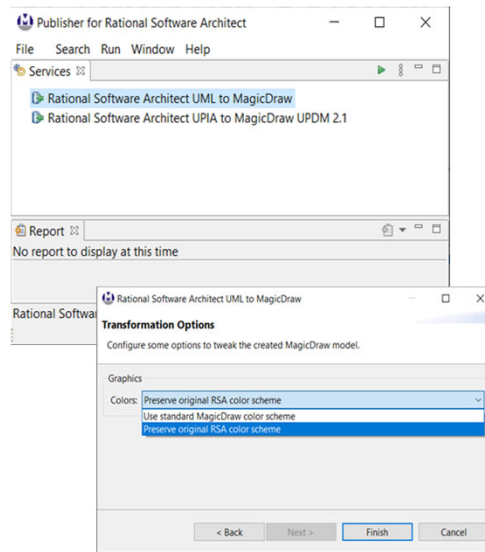 Publisher for Rational Software Architect
File Search Run Window Help
Services
Rational Software Architect UML to MagicDraw
Rational Software Architect UPIA to MagicDraw UPDM 2.1
Report
No report to display at this time
Rational Softwa
Rational Software Architect UML to MagicDraw
Transformation Options
Configure some options to tweak the created MagicDraw model.
Graphics
Colors: Preserve original RSA color scheme
Use standard MagicDraw color scheme
Preserve original RSA color scheme
< Back Next > Finish Cancel